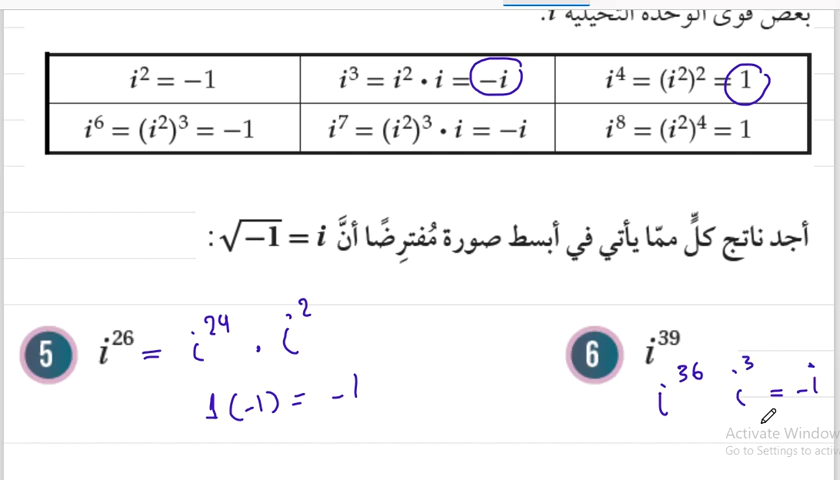 بعض قوى الوحدة التخيلية i.
i² = −1
i³ = i² • i = −i
i⁴ = (i²)² = 1
i⁶ = (i²)³ = −1
i⁷ = (i²)³ • i = −i
i⁸ = (i²)⁴ = 1
أجد ناتج كلٍّ ممّا يأتي في أبسط صورة مُفترِضًا أنَّ √−1 = i :
5 i²⁶ = i²⁴ . i²
1 (-1) = -1
6 i³⁹
i³⁶ i³ = -i
Activate Window
Go to Settings to activ